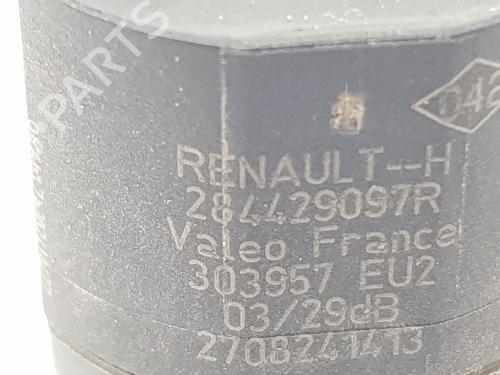 RENAULT--H
284429097R
Valeo France
303957 EU2
03/29dB
2708241413